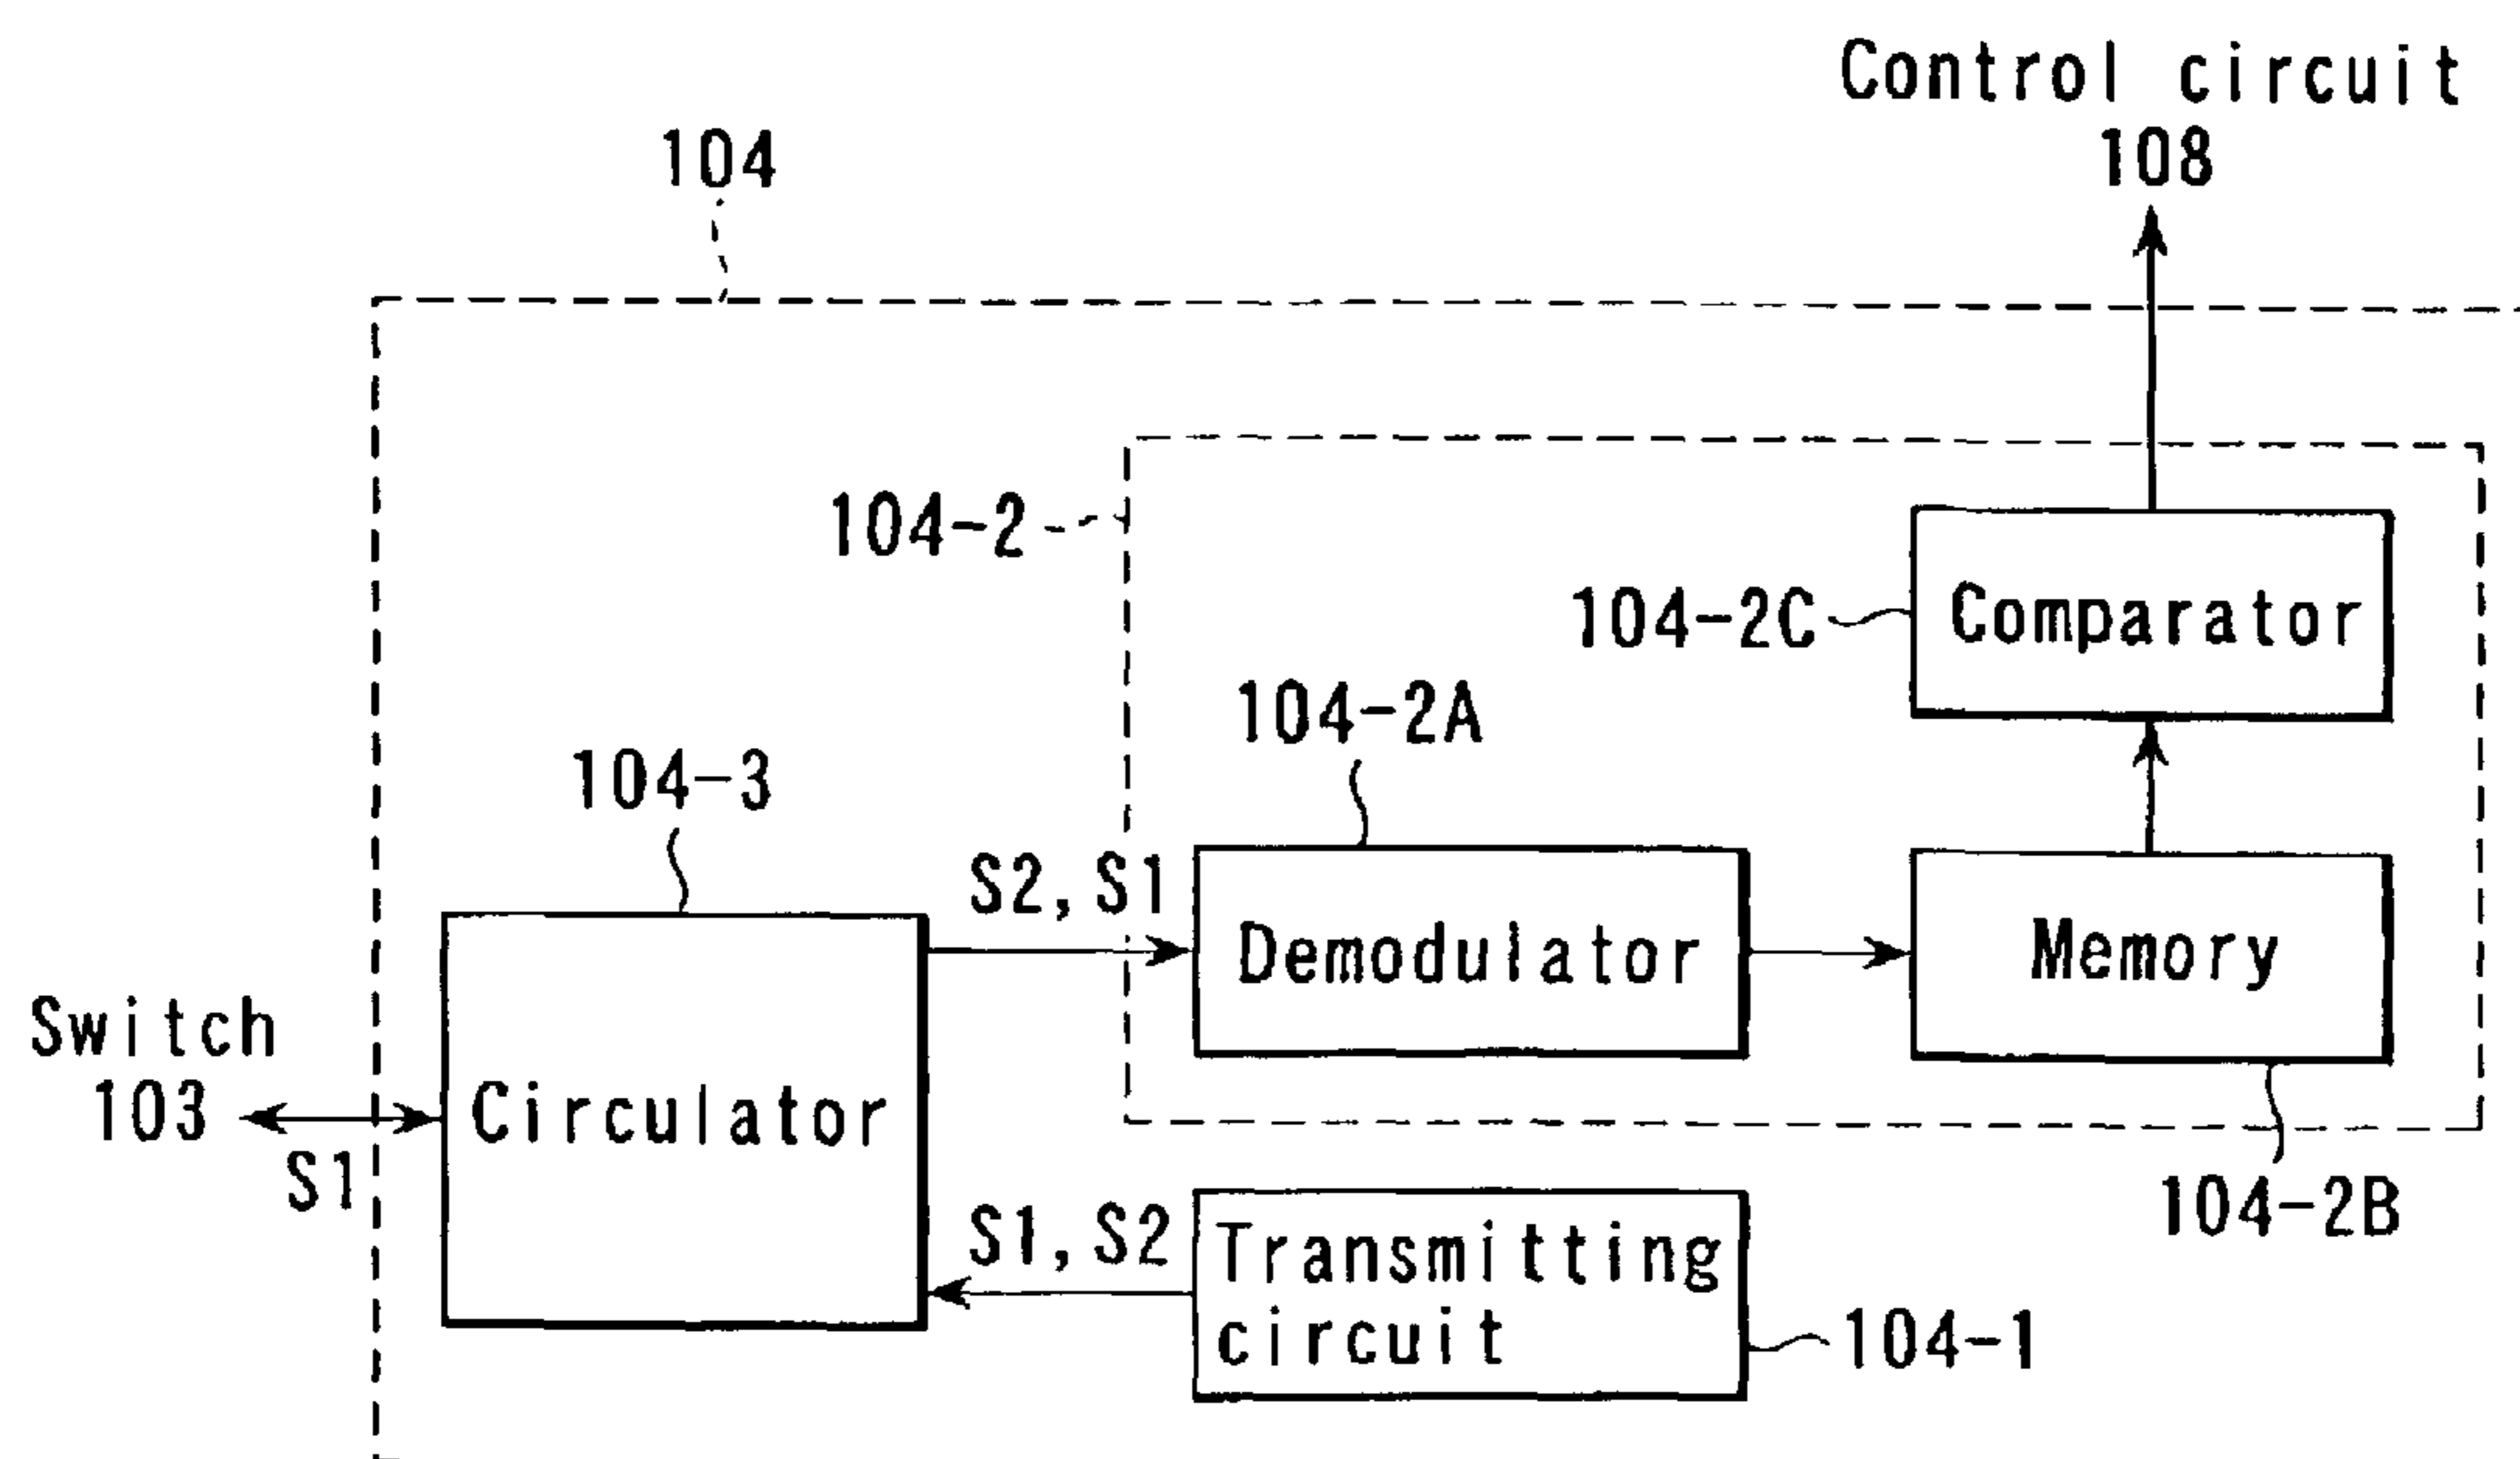 Control circuit
108
104
104-2
104-2C
Comparator
104-2A
104-3
S2, S1
Demodulator
Memory
Switch
103
S1
Circulator
104-2B
S1, S2
Transmitting
circuit
104-1